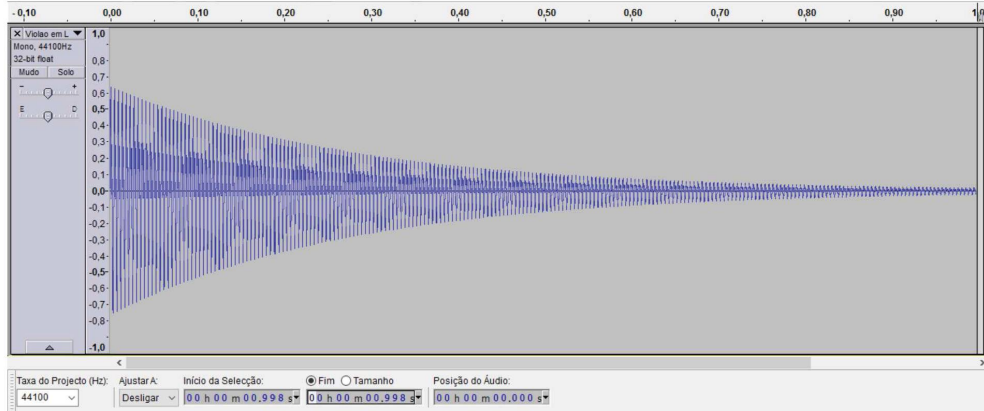 - 0,10 0,00 0,10 0,20 0,30 0,40 0,50 0,60 0,70 0,80 0,90
× Violao em L ▼ 1,0
Mono, 44100Hz
32-bit float 0,8-
Mudo Solo 0,7-
- + 0,6-
E D 0,5-
0,4-
0,3-
0,2-
0,1-
0,0-
-0,1-
-0,2-
-0,3-
-0,4-
-0,5-
-0,6-
-0,7-
-0,8-
-1,0
Taxa do Projecto (Hz): Ajustar A: Início da Selecção: Fim Tamanho Posição do Áudio:
44100 Desligar 00 h 00 m 00,998 s 00 h 00 m 00,998 s 00 h 00 m 00,000 s